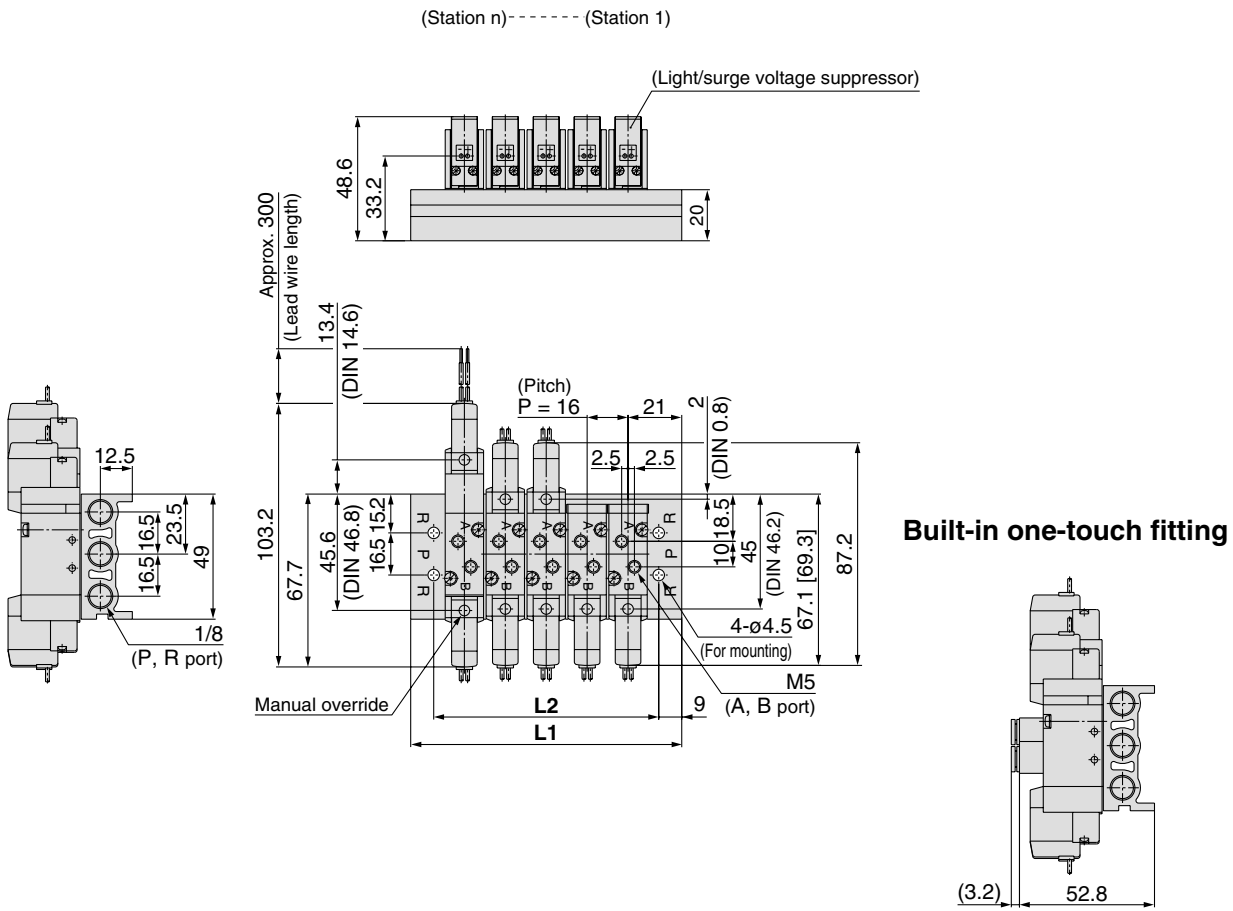 (Station n) - - - - - - - (Station 1)
(Light/surge voltage suppressor)
48.6
33.2
20
Approx. 300
(Lead wire length)
13.4
(DIN 14.6)
(Pitch)
P = 16
21
2
(DIN 0.8)
2.5
2.5
12.5
16.5
16.5
23.5
49
1/8
(P, R port)
103.2
67.7
45.6
(DIN 46.8)
15.2
16.5
R
P
R
A
A
A
A
A
B
B
B
B
B
R
P
R
18.5
10
45
(DIN 46.2)
67.1 [69.3]
87.2
4-ø4.5
(For mounting)
M5
(A, B port)
Manual override
L2
9
L1
Built-in one-touch fitting
(3.2)
52.8